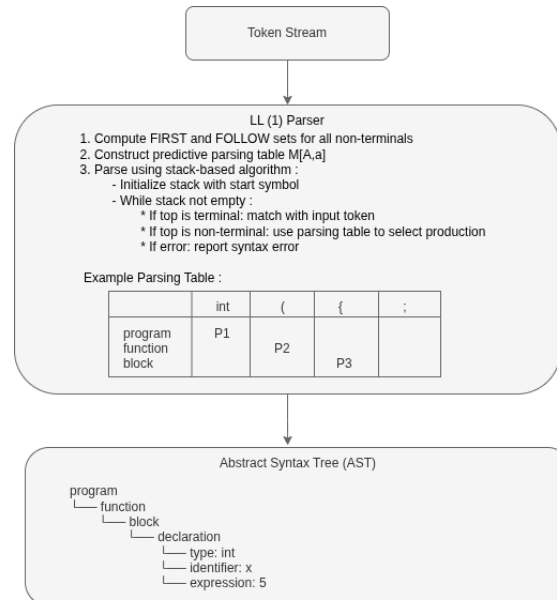 Token Stream
LL (1) Parser
1. Compute FIRST and FOLLOW sets for all non-terminals
2. Construct predictive parsing table M[A,a]
3. Parse using stack-based algorithm :
- Initialize stack with start symbol
- While stack not empty :
* If top is terminal: match with input token
* If top is non-terminal: use parsing table to select production
* If error: report syntax error
Example Parsing Table :
int ( { ;
program P1
function P2
block P3
Abstract Syntax Tree (AST)
program
└── function
└── block
└── declaration
└── type: int
└── identifier: x
└── expression: 5